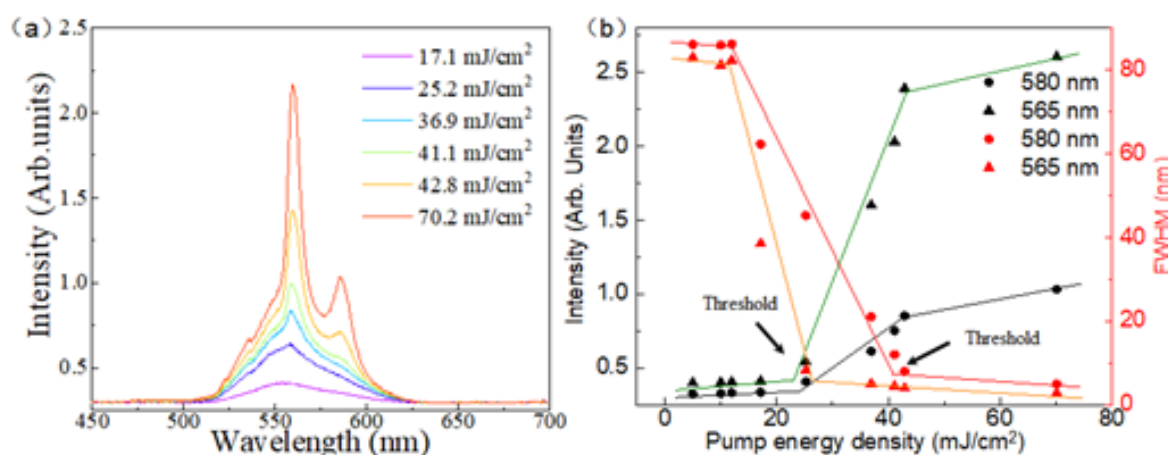 (a)
2.5
2.0
1.5
1.0
0.5
Intensity (Arb.units)
17.1 mJ/cm²
25.2 mJ/cm²
36.9 mJ/cm²
41.1 mJ/cm²
42.8 mJ/cm²
70.2 mJ/cm²
450 500 550 600 650 700
Wavelength (nm)
(b)
2.5
2.0
1.5
1.0
0.5
Intensity (Arb. Units)
580 nm
565 nm
580 nm
565 nm
Threshold
Threshold
80
60
40
20
0
FWHM (nm)
0 20 40 60 80
Pump energy density (mJ/cm²)